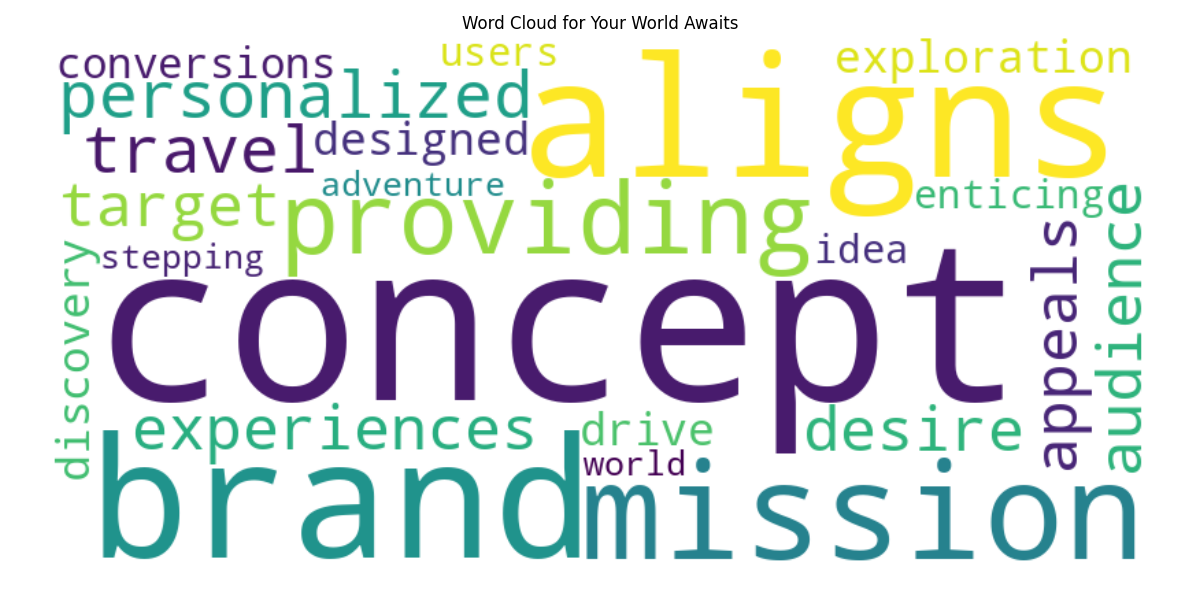 Word Cloud for Your World Awaits
users
exploration
conversions
aligns
personalized
travel
designed
adventure
enticing
target
providing
idea
stepping
discovery
concept
appeals
audience
experiences
drive
desire
world
brand
mission